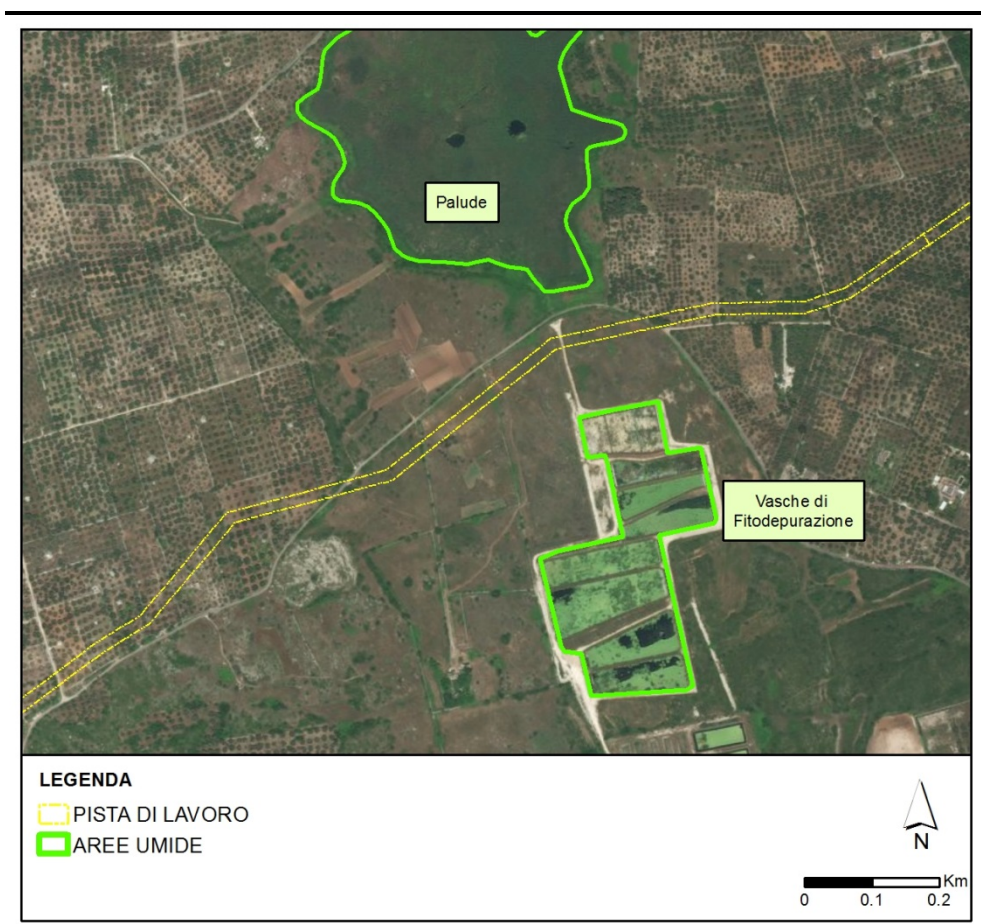 Palude
Vasche di
Fitodepurazione
LEGENDA
PISTA DI LAVORO
AREE UMIDE
N
Km
0 0.1 0.2